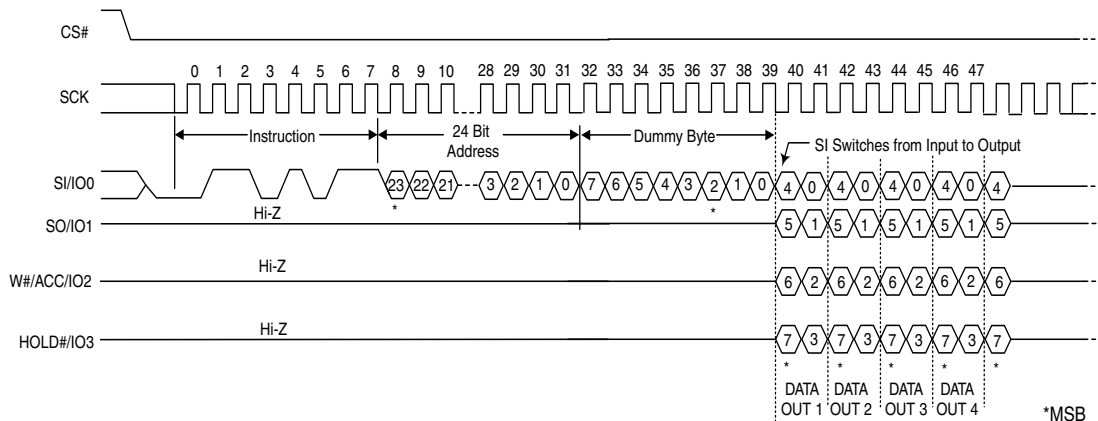 CS#
0 1 2 3 4 5 6 7 8 9 10 28 29 30 31 32 33 34 35 36 37 38 39 40 41 42 43 44 45 46 47
SCK
Instruction 24 Bit Dummy Byte
Address
SI Switches from Input to Output
SI/IO0 23 22 21 3 2 1 0 7 6 5 4 3 2 1 0 4 0 4 0 4 0 4 0 4
* *
Hi-Z
SO/IO1 5 1 5 1 5 1 5 1 5
Hi-Z
W#/ACC/IO2 6 2 6 2 6 2 6 2 6
Hi-Z
HOLD#/IO3 7 3 7 3 7 3 7 3 7
* * * * *
DATA DATA DATA DATA
OUT 1 OUT 2 OUT 3 OUT 4
*MSB